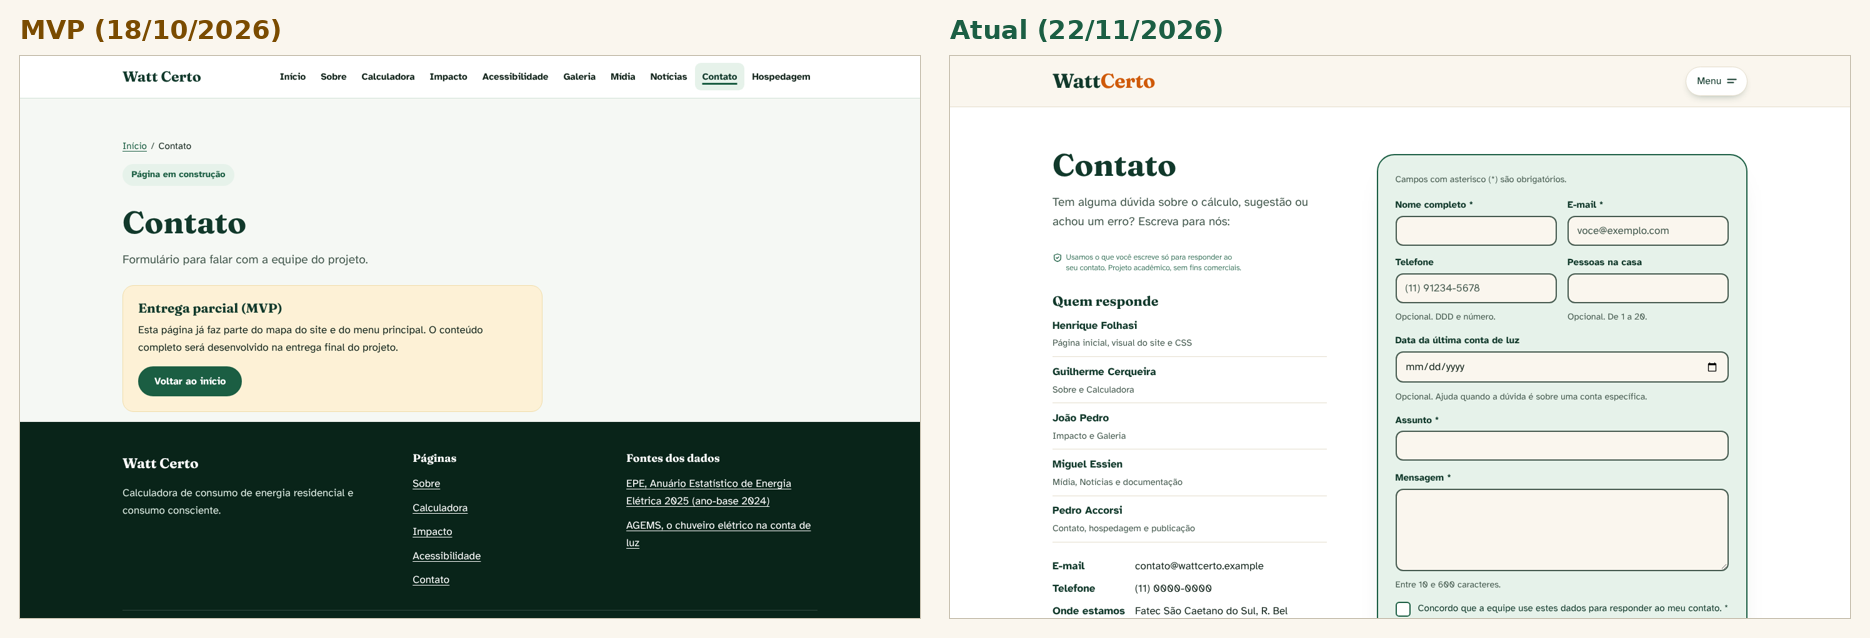 MVP (18/10/2026)
Watt Certo
Início Sobre Calculadora Impacto Acessibilidade Galeria Mídia Notícias Contato Hospedagem
Início / Contato
Página em construção
Contato
Formulário para falar com a equipe do projeto.
Entrega parcial (MVP)
Esta página já faz parte do mapa do site e do menu principal. O conteúdo
completo será desenvolvido na entrega final do projeto.
Voltar ao início
Watt Certo
Calculadora de consumo de energia residencial e
consumo consciente.
Páginas
Sobre
Calculadora
Impacto
Acessibilidade
Contato
Fontes dos dados
EPE, Anuário Estatístico de Energia
Elétrica 2025 (ano-base 2024)
AGEMS, o chuveiro elétrico na conta de
luz
Atual (22/11/2026)
WattCerto
Menu
Contato
Tem alguma dúvida sobre o cálculo, sugestão ou
achou um erro? Escreva para nós:
Usamos o que você escreve só para responder ao
seu contato. Projeto acadêmico, sem fins comerciais.
Quem responde
Henrique Folhasi
Página inicial, visual do site e CSS
Guilherme Cerqueira
Sobre e Calculadora
João Pedro
Impacto e Galeria
Miguel Essien
Mídia, Notícias e documentação
Pedro Accorsi
Contato, hospedagem e publicação
E-mail contato@wattcerto.example
Telefone (11) 0000-0000
Onde estamos Fatec São Caetano do Sul, R. Bel
Campos com asterisco (*) são obrigatórios.
Nome completo * E-mail *
voce@exemplo.com
Telefone Pessoas na casa
(11) 91234-5678
Opcional. DDD e número. Opcional. De 1 a 20.
Data da última conta de luz
mm/dd/yyyy
Opcional. Ajuda quando a dúvida é sobre uma conta específica.
Assunto *
Mensagem *
Entre 10 e 600 caracteres.
Concordo que a equipe use estes dados para responder ao meu contato. *